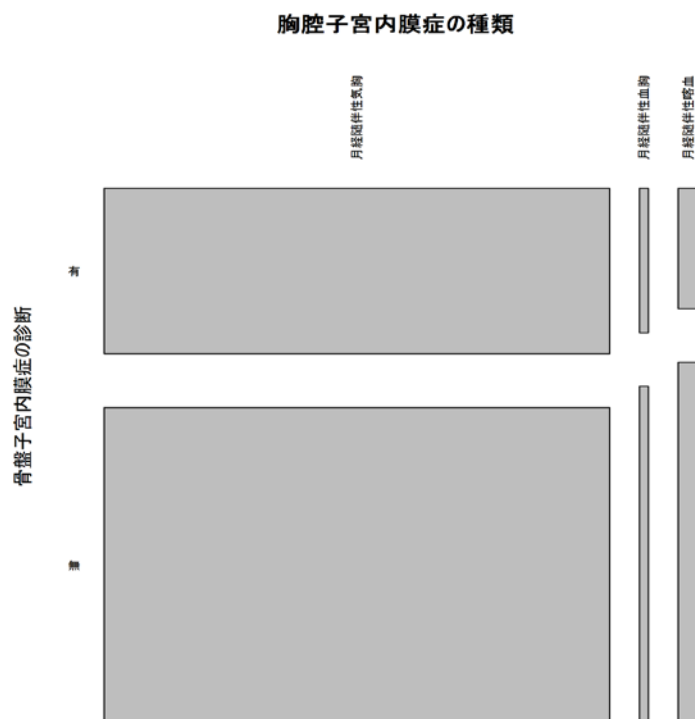 胸腔子宮内膜症の種類
月経随伴性気胸
月経随伴性血胸
月経随伴性喀血
有
骨盤子宮内膜症の診断
無